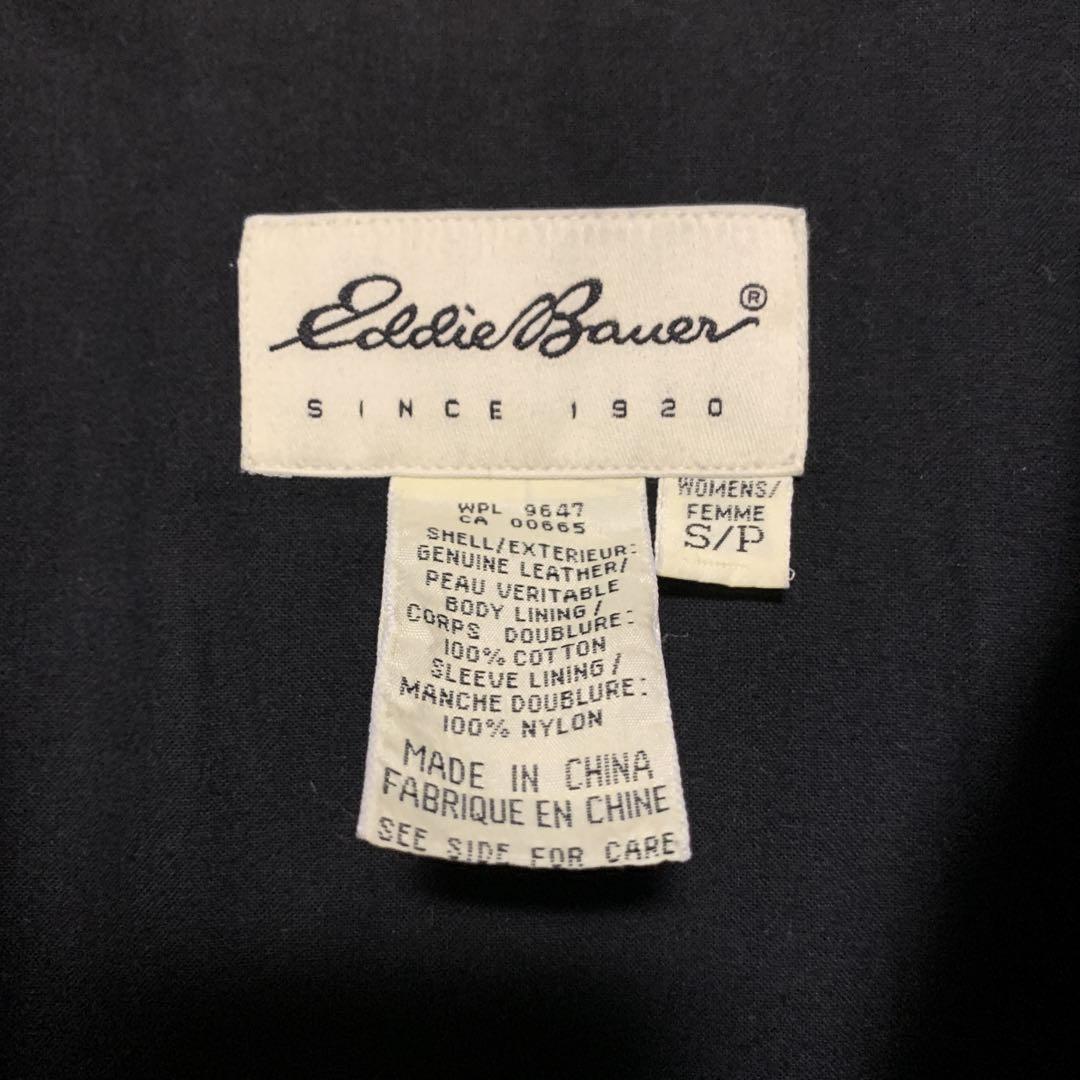 Eddie Bauer®
SINCE 1920
WPL 9647
CA 00665
SHELL/EXTERIEUR:
GENUINE LEATHER/
PEAU VERITABLE
BODY LINING/
CORPS DOUBLURE:
100% COTTON
SLEEVE LINING/
MANCHE DOUBLURE:
100% NYLON
MADE IN CHINA
FABRIQUE EN CHINE
SEE SIDE FOR CARE
WOMENS/
FEMME
S/P